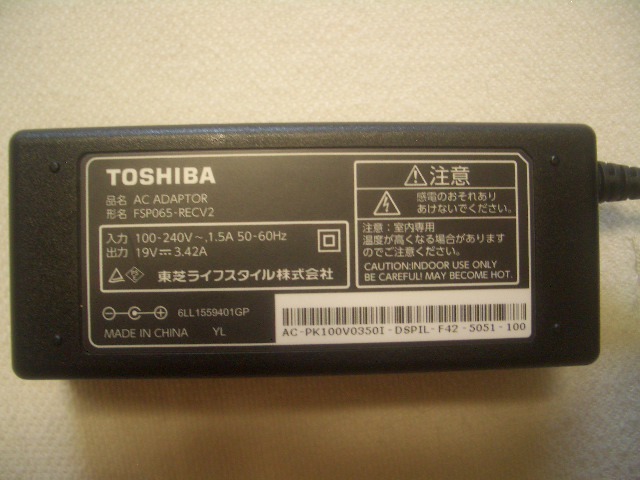 TOSHIBA
品名 AC ADAPTOR
形名 FSP065-RECV2
入力 100-240V～,1.5A 50-60Hz
出力 19V⎓3.42A
東芝ライフスタイル株式会社
6LL1559401GP
MADE IN CHINA YL
注意
感電のおそれあり
あけないでください。
注意：室内専用
温度が高くなる場合があります
のでご注意ください。
CAUTION:INDOOR USE ONLY
BE CAREFUL! MAY BECOME HOT.
AC-PK100V0350I-DSPIL-F42-5051-100